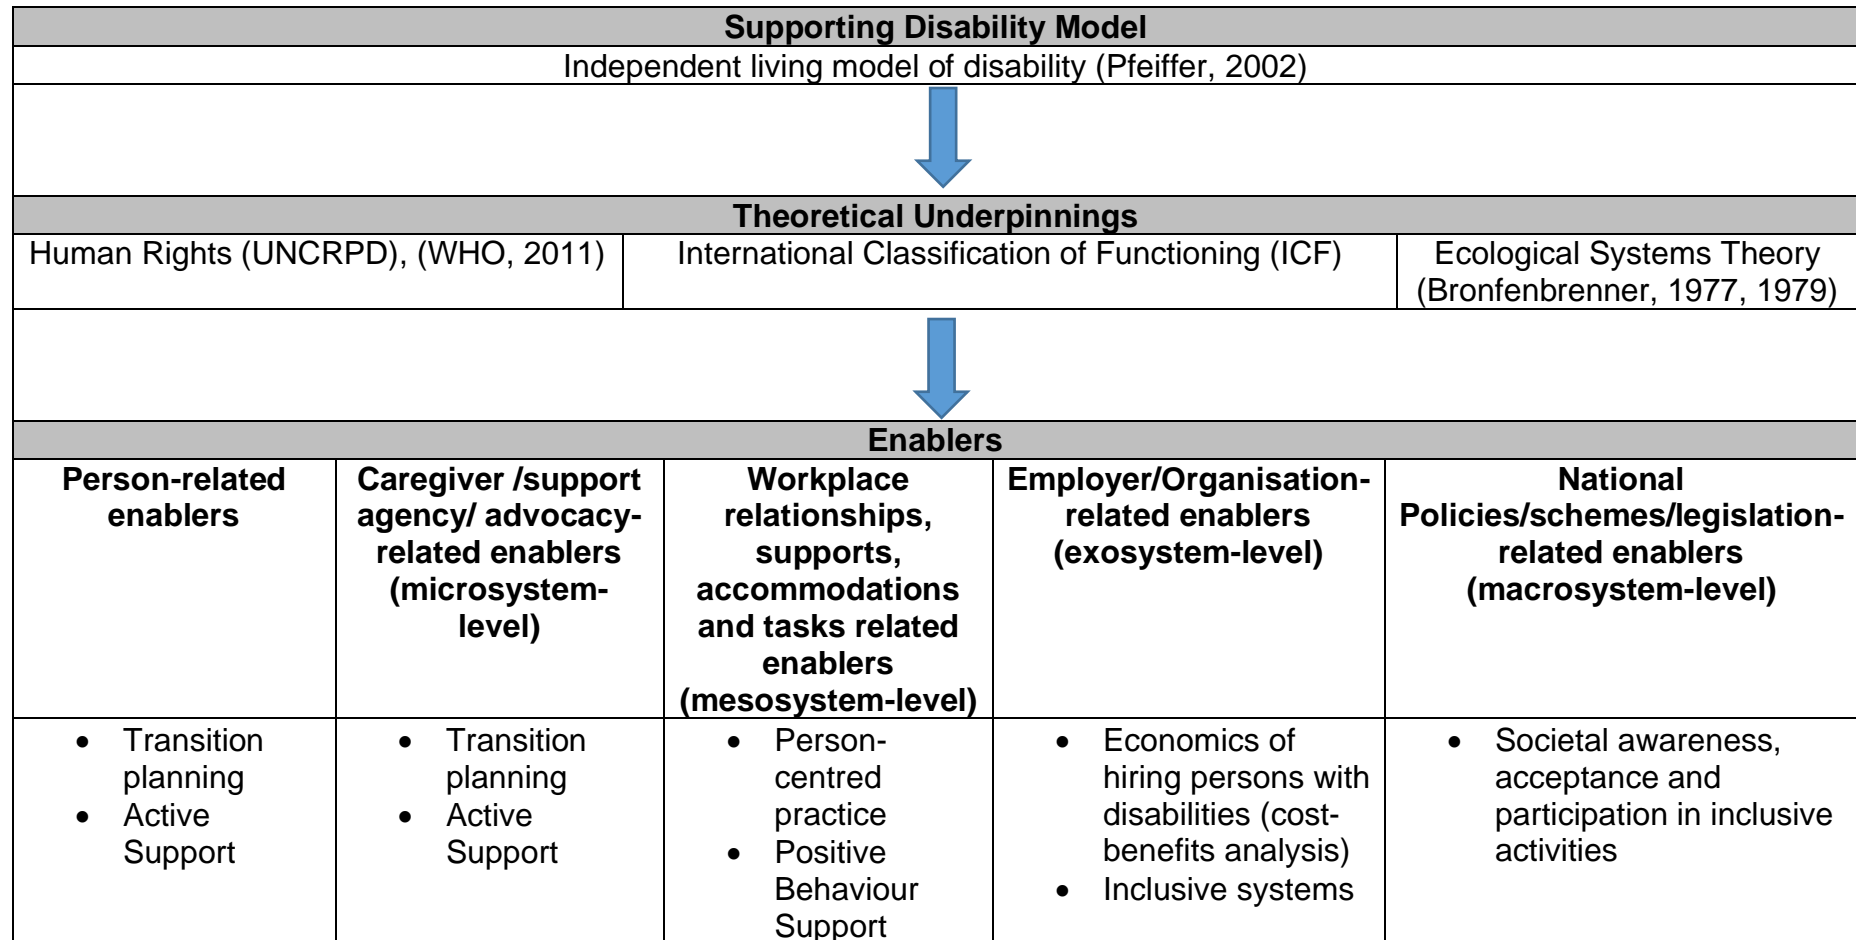 Supporting Disability Model
Independent living model of disability (Pfeiffer, 2002)
Theoretical Underpinnings
Human Rights (UNCRPD), (WHO, 2011)
International Classification of Functioning (ICF)
Ecological Systems Theory
(Bronfenbrenner, 1977, 1979)
Enablers
Person-related
enablers
Caregiver /support
agency/ advocacy-
related enablers
(microsystem-
level)
Workplace
relationships,
supports,
accommodations
and tasks related
enablers
(mesosystem-level)
Employer/Organisation-
related enablers
(exosystem-level)
National
Policies/schemes/legislation-
related enablers
(macrosystem-level)
• Transition
planning
• Active
Support
• Transition
planning
• Active
Support
• Person-
centred
practice
• Positive
Behaviour
Support
• Economics of
hiring persons with
disabilities (cost-
benefits analysis)
• Inclusive systems
• Societal awareness,
acceptance and
participation in inclusive
activities